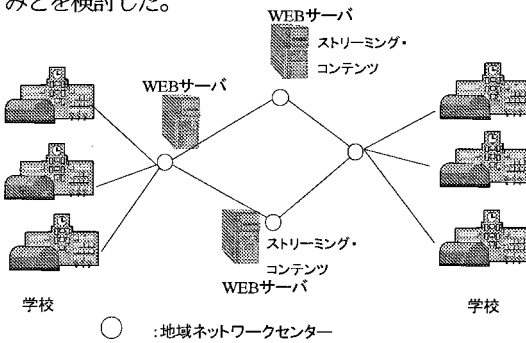 みとを検討した。
WEBサーバ
ストリーミング・
コンテンツ
WEBサーバ
ストリーミング・
コンテンツ
WEBサーバ
学校
学校
:地域ネットワークセンター